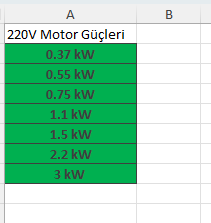 A B
220V Motor Güçleri
0.37 kW
0.55 kW
0.75 kW
1.1 kW
1.5 kW
2.2 kW
3 kW